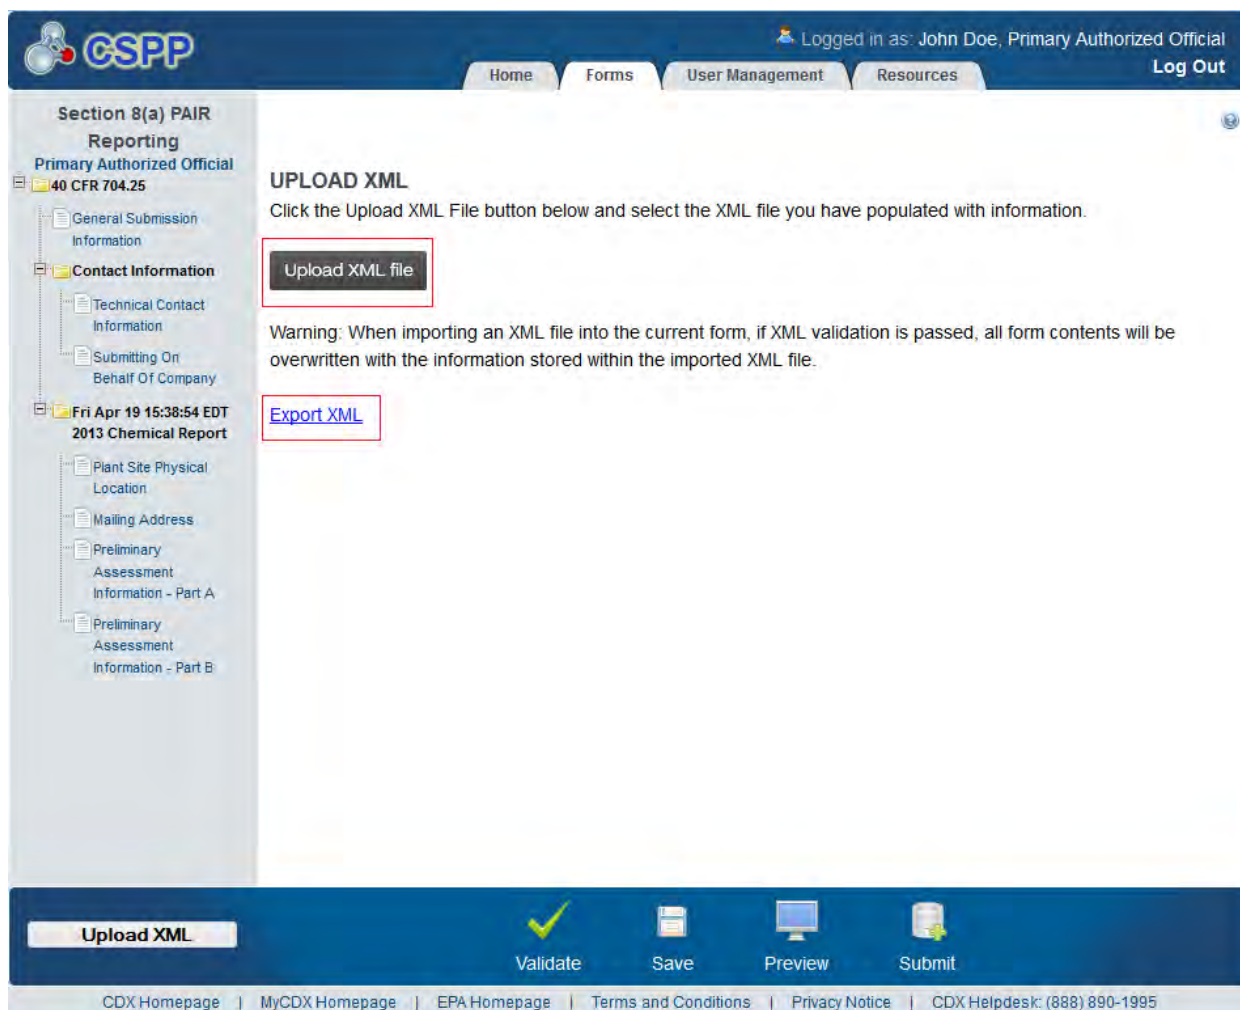 CSPP
Logged in as: John Doe, Primary Authorized Official
Log Out
Home
Forms
User Management
Resources
Section 8(a) PAIR
Reporting
Primary Authorized Official
40 CFR 704.25
General Submission
Information
Contact Information
Technical Contact
Information
Submitting On
Behalf Of Company
Fri Apr 19 15:38:54 EDT
2013 Chemical Report
Plant Site Physical
Location
Mailing Address
Preliminary
Assessment
Information - Part A
Preliminary
Assessment
Information - Part B
UPLOAD XML
Click the Upload XML File button below and select the XML file you have populated with information.
Upload XML file
Warning: When importing an XML file into the current form, if XML validation is passed, all form contents will be
overwritten with the information stored within the imported XML file.
Export XML
Upload XML
Validate
Save
Preview
Submit
CDX Homepage | MyCDX Homepage | EPA Homepage | Terms and Conditions | Privacy Notice | CDX Helpdesk: (888) 890-1995